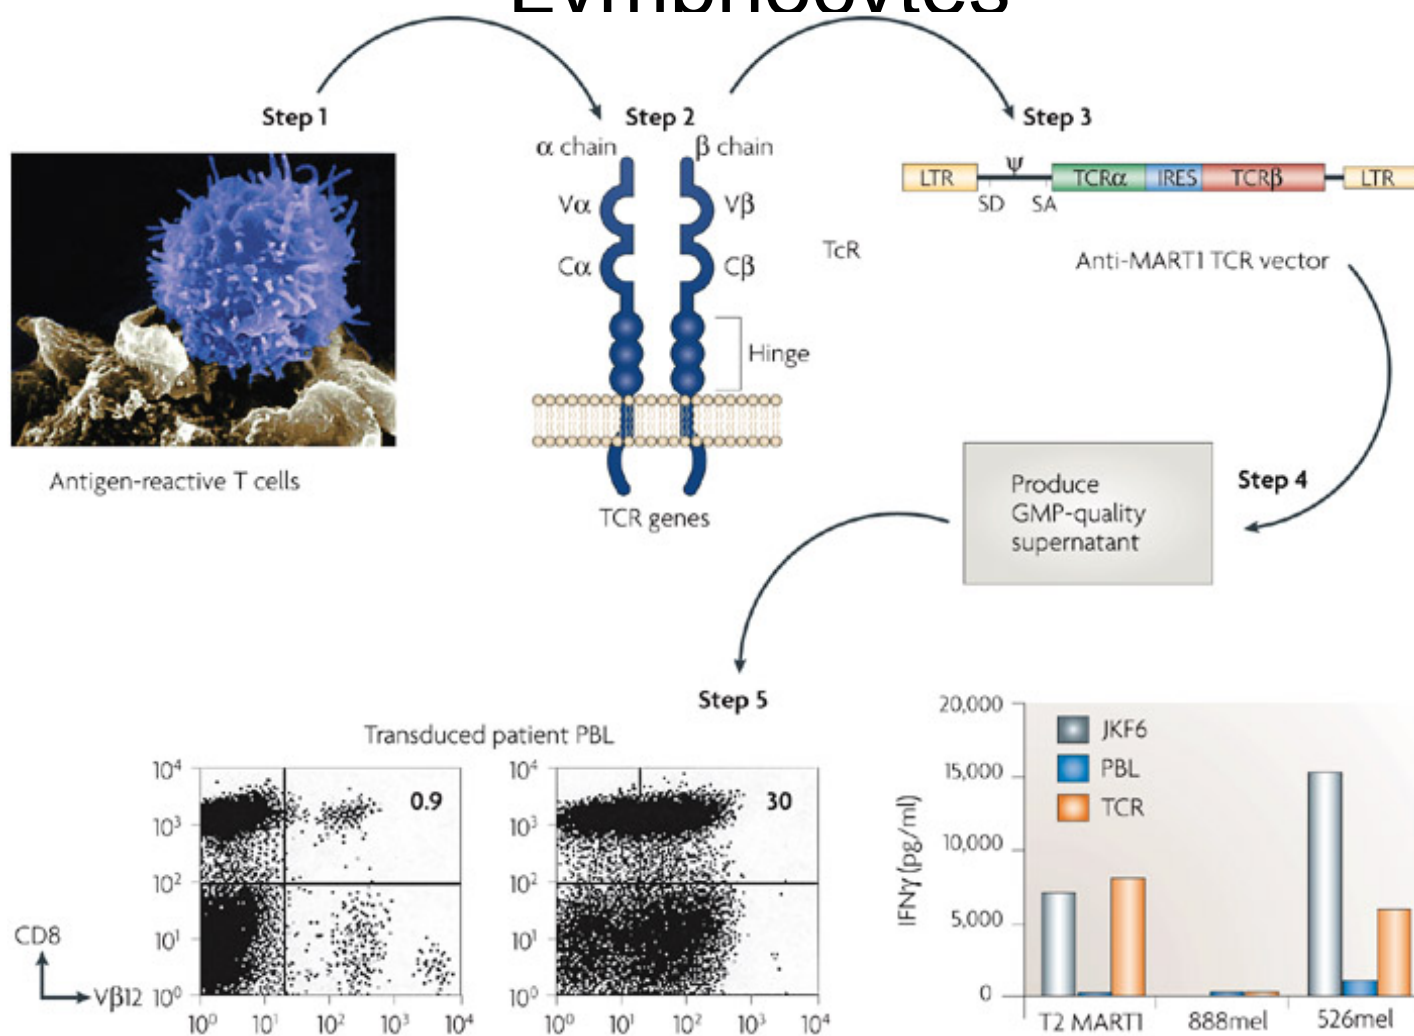 Lymphocytes
Step 1
Step 2
Step 3
α chain
β chain
Vα
Vβ
Cα
Cβ
Hinge
TcR
LTR
ψ
TCRα
IRES
TCRβ
LTR
SD
SA
Anti-MART1 TCR vector
Antigen-reactive T cells
TCR genes
Produce
GMP-quality
supernatant
Step 4
Step 5
Transduced patient PBL
10⁴
10³
10²
10¹
10⁰
0.9
10⁰ 10¹ 10² 10³ 10⁴
10⁴
10³
10²
10¹
10⁰
30
10⁰ 10¹ 10² 10³ 10⁴
CD8
Vβ12
IFNγ (pg/ml)
20,000
15,000
10,000
5,000
0
JKF6
PBL
TCR
T2 MART1
888mel
526mel